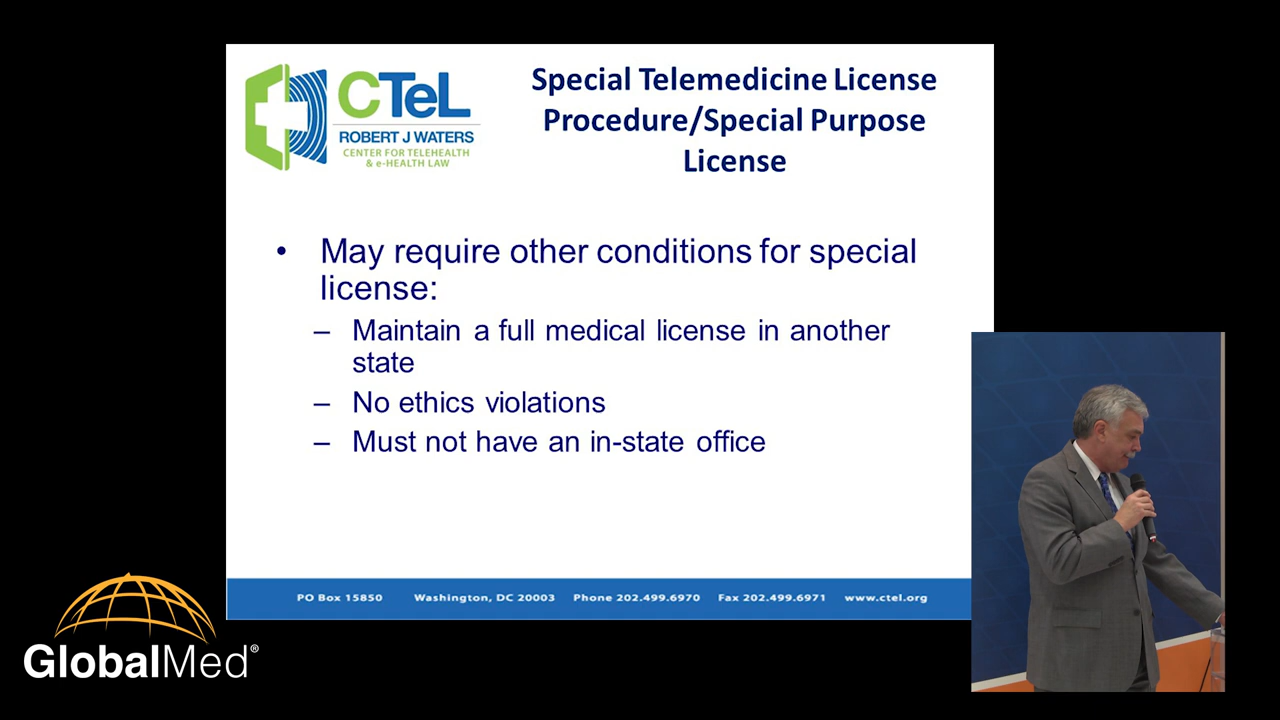 CTeL
ROBERT J WATERS
CENTER FOR TELEHEALTH
& e-HEALTH LAW
Special Telemedicine License
Procedure/Special Purpose
License
• May require other conditions for special
license:
– Maintain a full medical license in another
state
– No ethics violations
– Must not have an in-state office
PO Box 15850 Washington, DC 20003 Phone 202.499.6970 Fax 202.499.6971 www.ctel.org
GlobalMed®